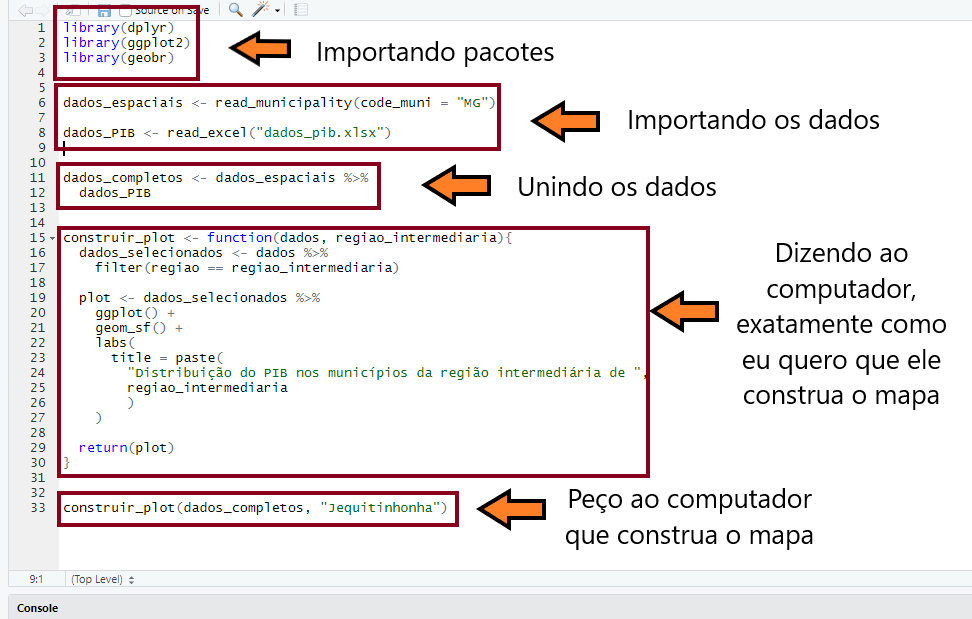 Source on Save
1 library(dplyr)
2 library(ggplot2)
3 library(geobr)
4
5
6 dados_espaciais <- read_municipality(code_muni = "MG")
7
8 dados_PIB <- read_excel("dados_pib.xlsx")
9
10
11 dados_completos <- dados_espaciais %>%
12 dados_PIB
13
14
15 construir_plot <- function(dados, regiao_intermediaria){
16 dados_selecionados <- dados %>%
17 filter(regiao == regiao_intermediaria)
18
19 plot <- dados_selecionados %>%
20 ggplot() +
21 geom_sf() +
22 labs(
23 title = paste(
24 "Distribuição do PIB nos municípios da região intermediária de ",
25 regiao_intermediaria
26 )
27 )
28
29 return(plot)
30 }
31
32
33 construir_plot(dados_completos, "Jequitinhonha")
Importando pacotes
Importando os dados
Unindo os dados
Dizendo ao
computador,
exatamente como
eu quero que ele
construa o mapa
Peço ao computador
que construa o mapa
9:1 (Top Level)
Console